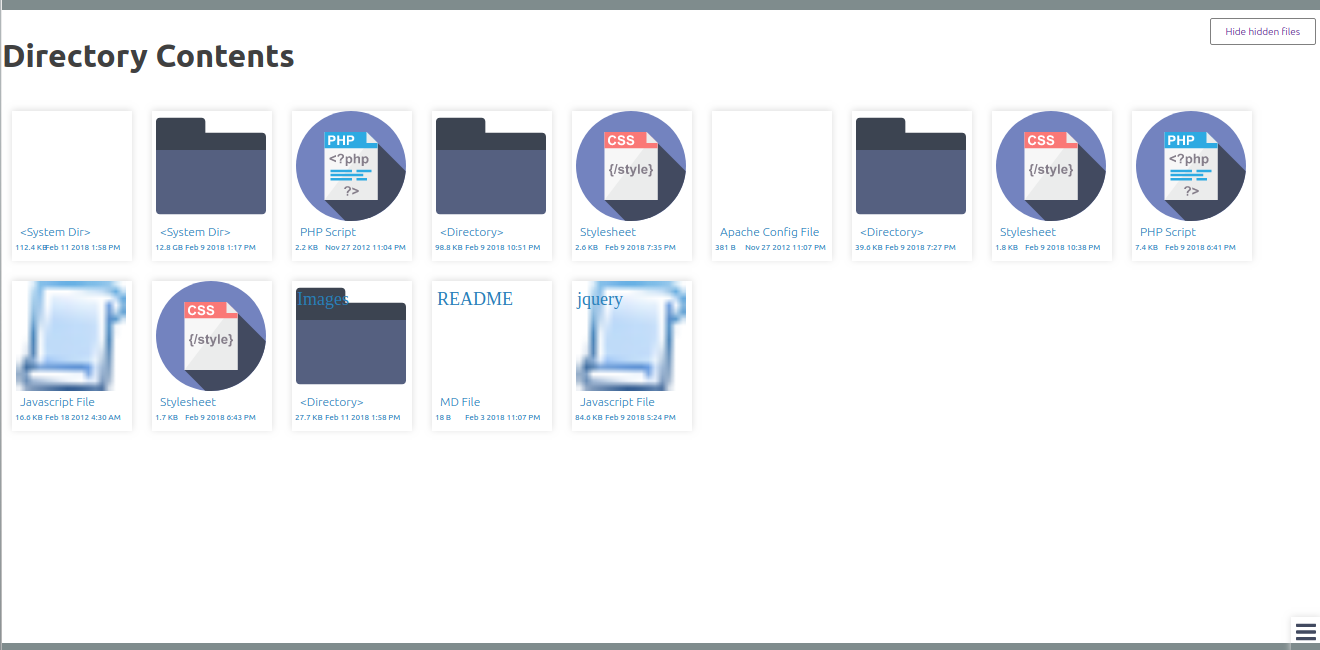 Hide hidden files
Directory Contents
PHP
<?php
?>
CSS
{/style}
CSS
{/style}
PHP
<?php
?>
<System Dir> <System Dir> PHP Script <Directory> Stylesheet Apache Config File <Directory> Stylesheet PHP Script
112.4 KB Feb 11 2018 1:58 PM 12.8 GB Feb 9 2018 1:17 PM 2.2 KB Nov 27 2012 11:04 PM 98.8 KB Feb 9 2018 10:51 PM 2.6 KB Feb 9 2018 7:35 PM 381 B Nov 27 2012 11:07 PM 39.6 KB Feb 9 2018 7:27 PM 1.8 KB Feb 9 2018 10:38 PM 7.4 KB Feb 9 2018 6:41 PM
CSS
{/style}
Images README jquery
Javascript File Stylesheet <Directory> MD File Javascript File
16.6 KB Feb 18 2012 4:30 AM 1.7 KB Feb 9 2018 6:43 PM 27.7 KB Feb 11 2018 1:58 PM 18 B Feb 3 2018 11:07 PM 84.6 KB Feb 9 2018 5:24 PM